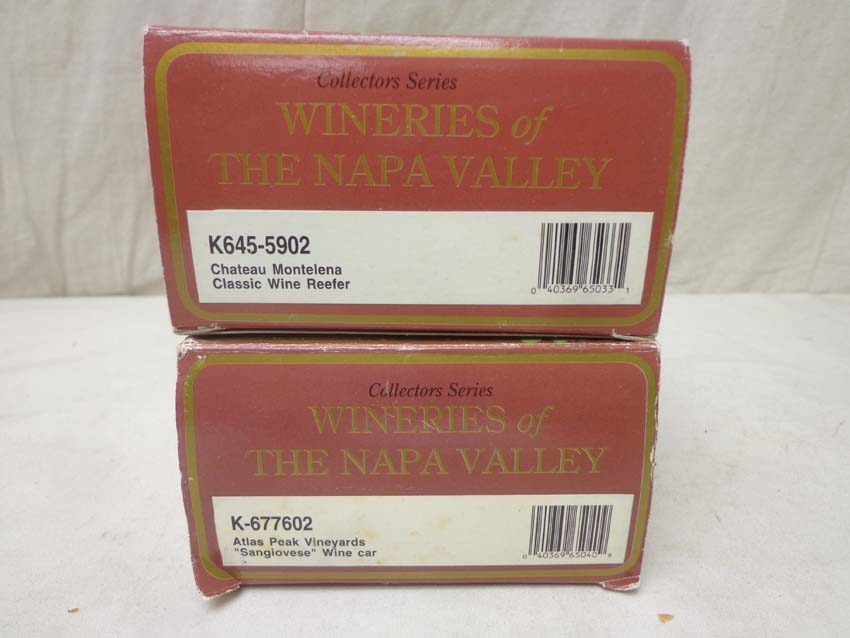 Collectors Series
WINERIES of
THE NAPA VALLEY
K645-5902
Chateau Montelena
Classic Wine Reefer
0 40369 65033 1
Collectors Series
WINERIES of
THE NAPA VALLEY
K-677602
Atlas Peak Vineyards
"Sangiovese" Wine car
0 40369 65040 9